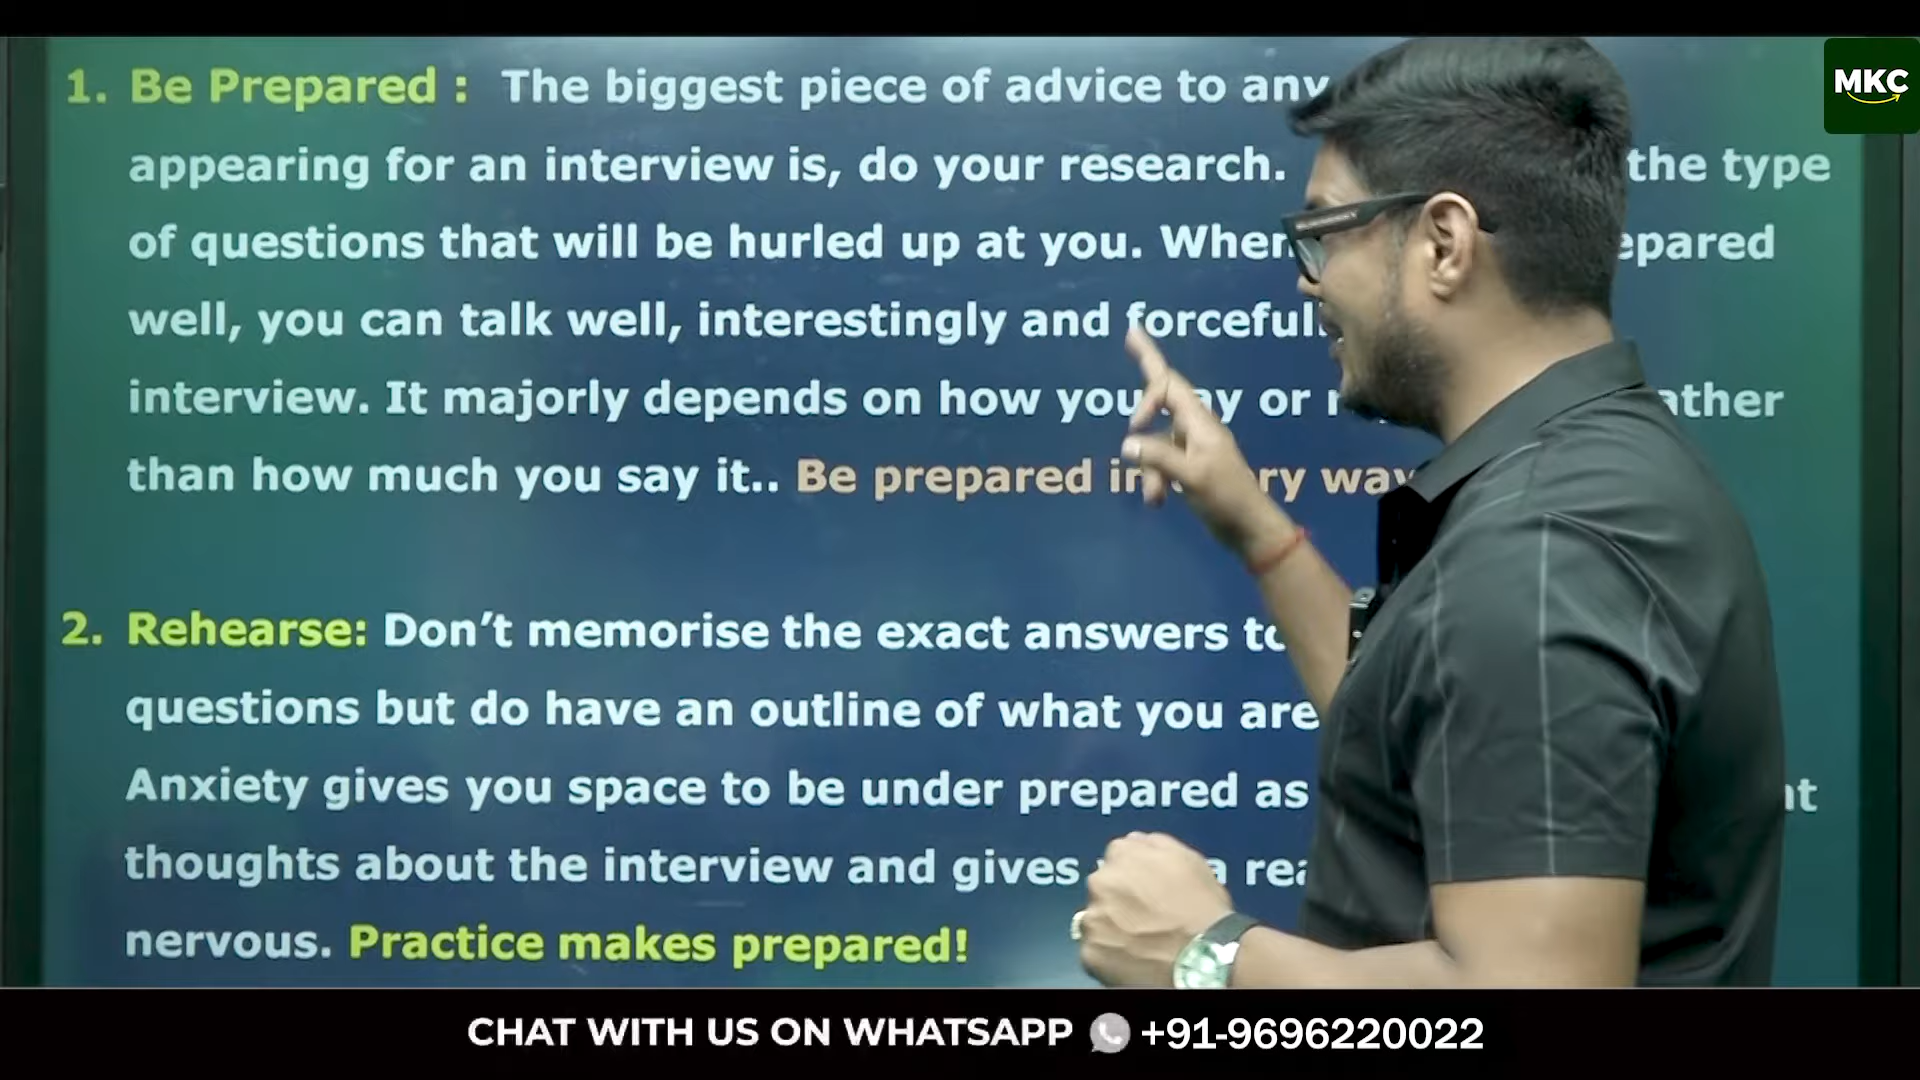 MKC
1. Be Prepared : The biggest piece of advice to any
appearing for an interview is, do your research. the type
of questions that will be hurled up at you. When
well, you can talk well, interestingly and
interview. It majorly depends on how you or
than how much you say it.. Be prepared in way
2. Rehearse: Don't memorise the exact answers to
questions but do have an outline of what you are
Anxiety gives you space to be under prepared as
thoughts about the interview and gives a
nervous. Practice makes prepared!
CHAT WITH US ON WHATSAPP +91-9696220022